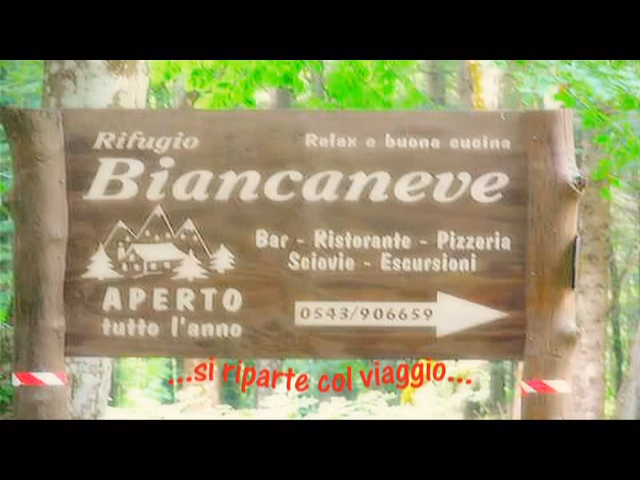 Rifugio
Relax e buona cucina
Biancaneve
Bar - Ristorante - Pizzeria
Sciovie - Escursioni
APERTO
tutto l'anno
0543/906659
...si riparte col viaggio...